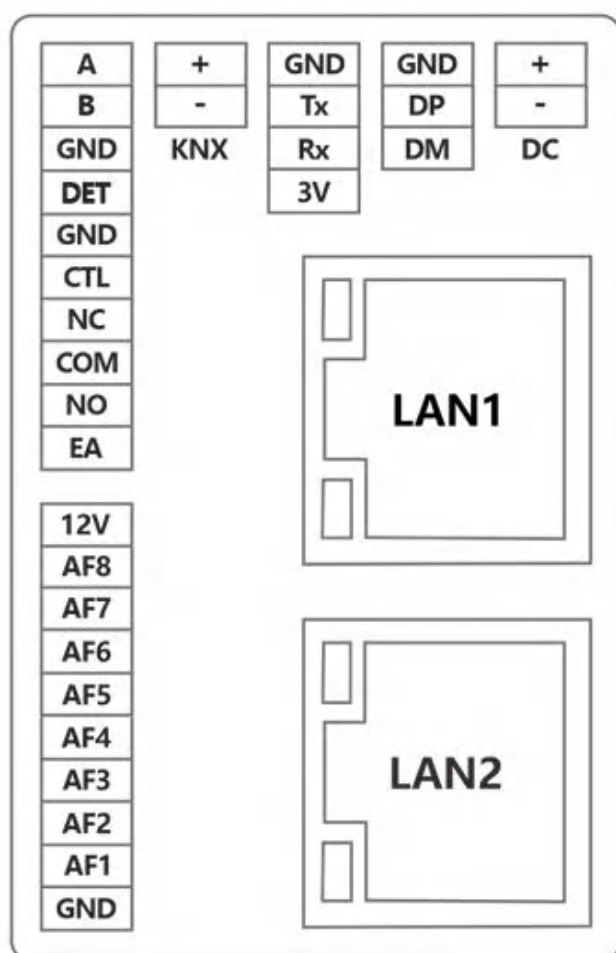 A
B
GND
DET
GND
CTL
NC
COM
NO
EA
12V
AF8
AF7
AF6
AF5
AF4
AF3
AF2
AF1
GND
+
-
KNX
GND
Tx
Rx
3V
GND
DP
DM
+
-
DC
LAN1
LAN2